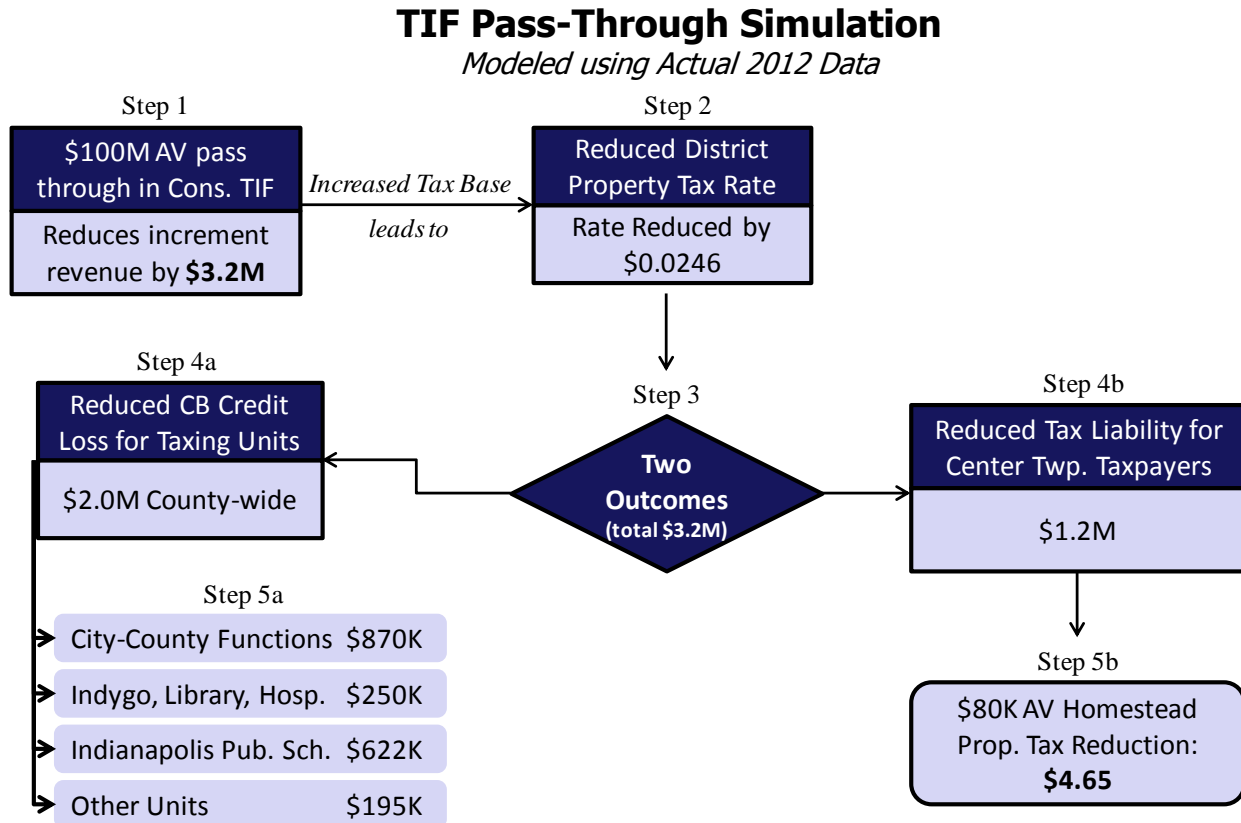 TIF Pass-Through Simulation
Modeled using Actual 2012 Data
Step 1
$100M AV pass
through in Cons. TIF
Reduces increment
revenue by $3.2M
Increased Tax Base
leads to
Step 2
Reduced District
Property Tax Rate
Rate Reduced by
$0.0246
Step 3
Two
Outcomes
(total $3.2M)
Step 4a
Reduced CB Credit
Loss for Taxing Units
$2.0M County-wide
Step 5a
City-County Functions $870K
Indygo, Library, Hosp. $250K
Indianapolis Pub. Sch. $622K
Other Units $195K
Step 4b
Reduced Tax Liability for
Center Twp. Taxpayers
$1.2M
Step 5b
$80K AV Homestead
Prop. Tax Reduction:
$4.65